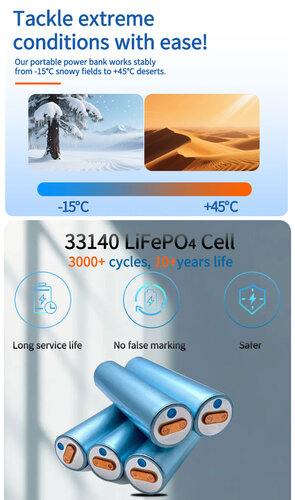 Tackle extreme
conditions with ease!
Our portable power bank works stably
from -15°C snowy fields to +45°C deserts.
-15°C +45°C
33140 LiFePO4 Cell
3000+ cycles, 10+years life
Long service life No false marking Safer